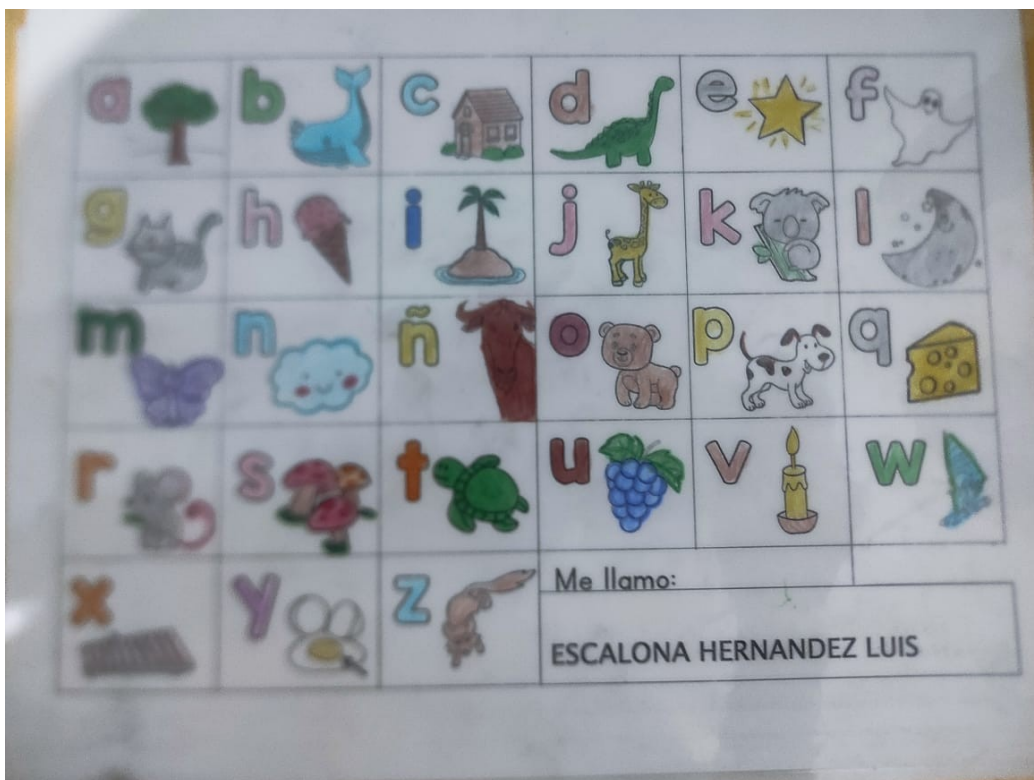 a b c d e f
g h i j k l
m n ñ o p q
r s t u v w
x y z Me llamo:
ESCALONA HERNANDEZ LUIS